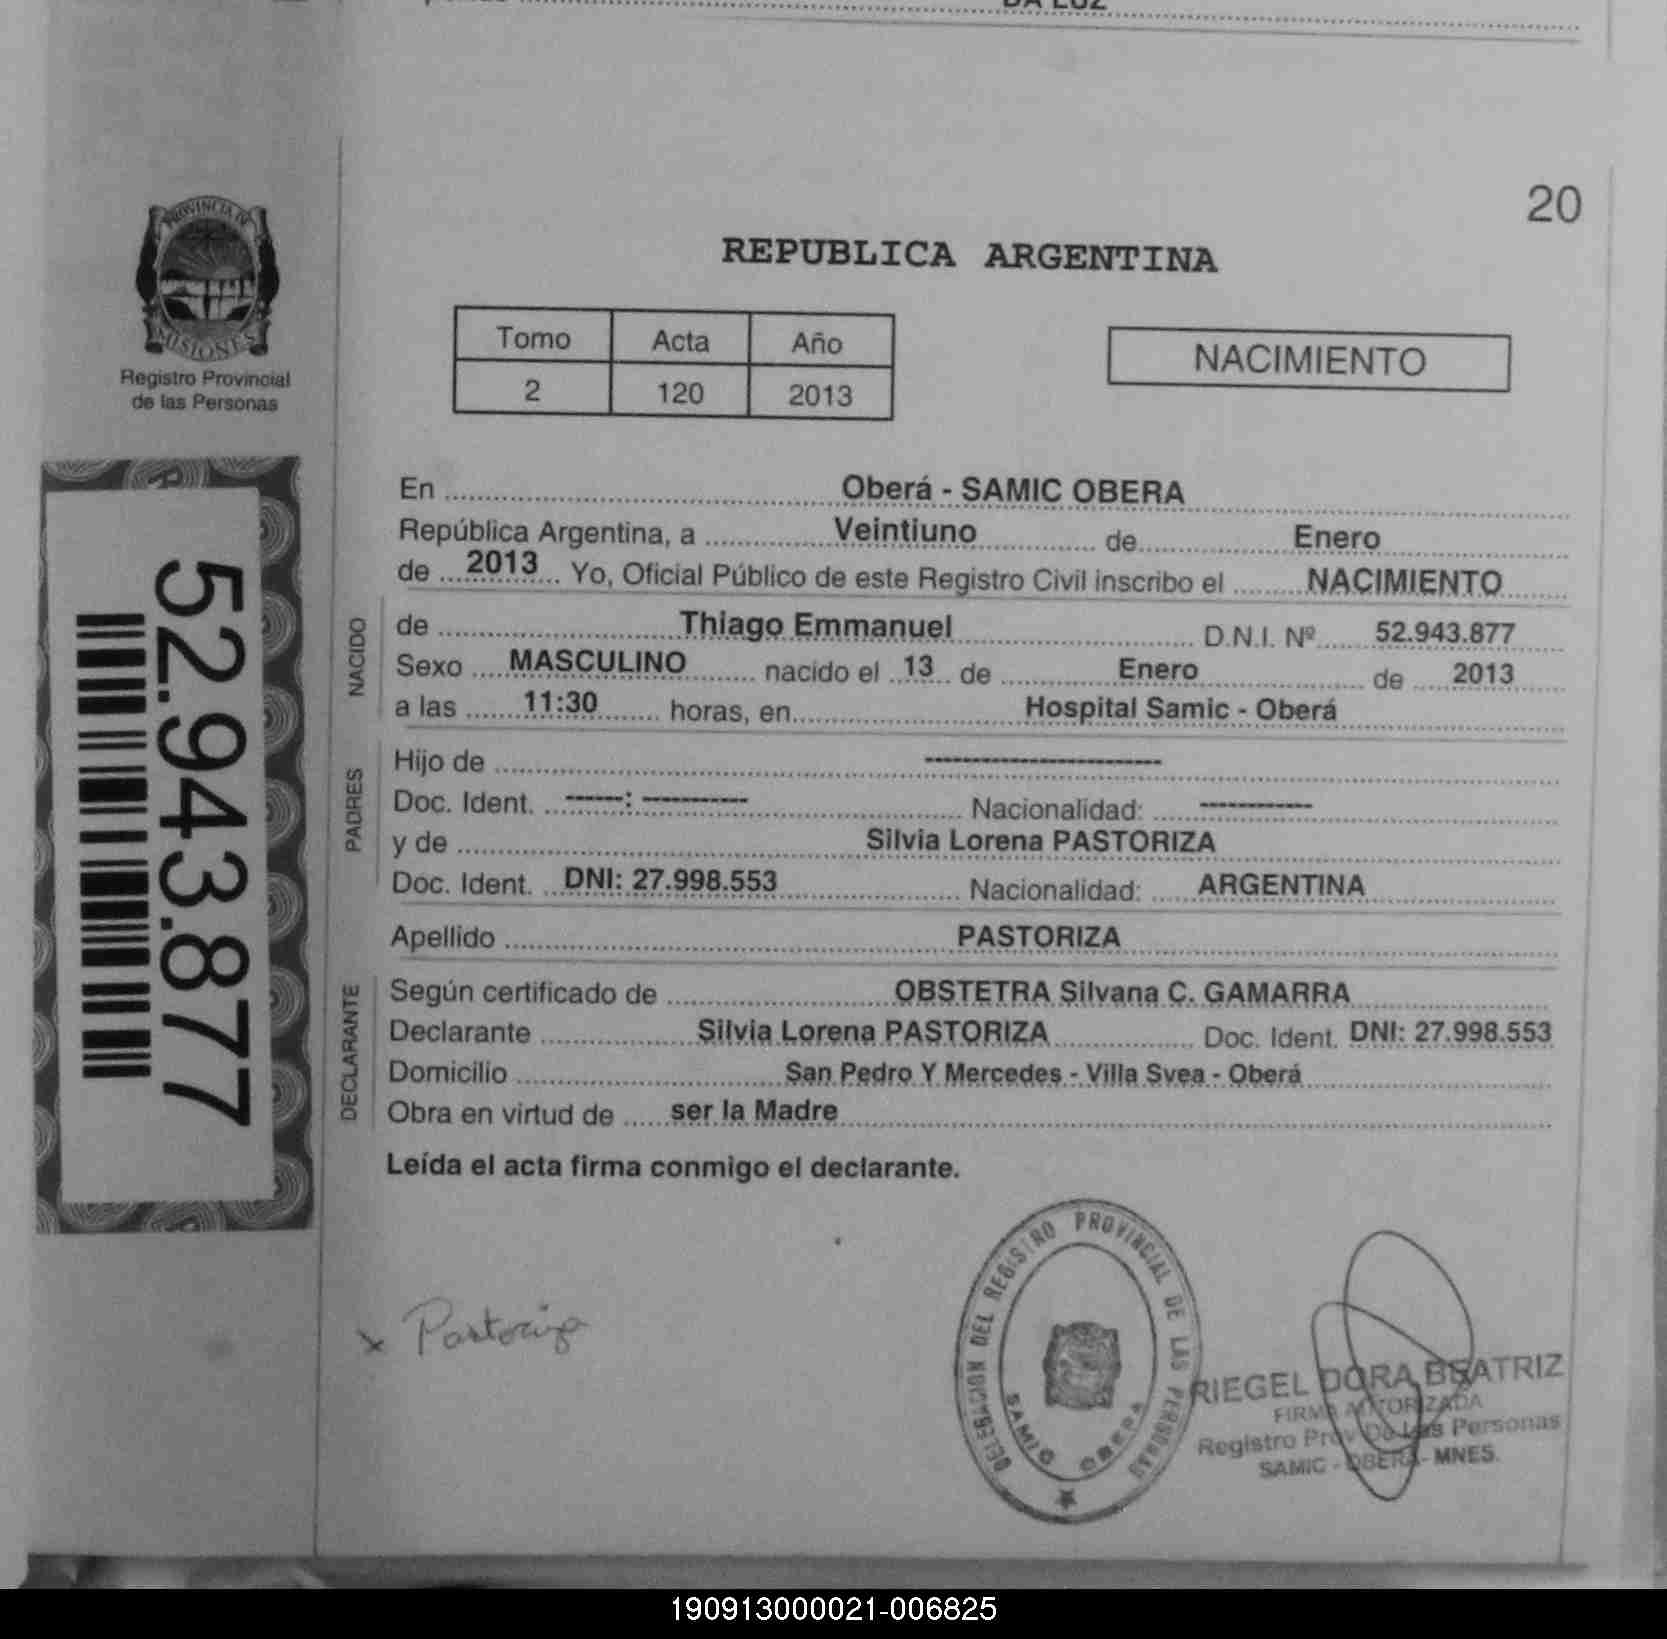 DA LUZ
20
PROVINCIA DE
MISIONES
Registro Provincial
de las Personas
REPUBLICA ARGENTINA
Tomo Acta Año
2 120 2013
NACIMIENTO
52.943.877
En Oberá - SAMIC OBERA
República Argentina, a Veintiuno de Enero
de 2013 Yo, Oficial Público de este Registro Civil inscribo el NACIMIENTO
NACIDO
de Thiago Emmanuel D.N.I. Nº 52.943.877
Sexo MASCULINO nacido el 13 de Enero de 2013
a las 11:30 horas, en Hospital Samic - Oberá
PADRES
Hijo de -----------------------
Doc. Ident. ------: ----------- Nacionalidad: ------------
y de Silvia Lorena PASTORIZA
Doc. Ident. DNI: 27.998.553 Nacionalidad: ARGENTINA
Apellido PASTORIZA
DECLARANTE
Según certificado de OBSTETRA Silvana C. GAMARRA
Declarante Silvia Lorena PASTORIZA Doc. Ident. DNI: 27.998.553
Domicilio San Pedro Y Mercedes - Villa Svea - Oberá
Obra en virtud de ser la Madre
Leída el acta firma conmigo el declarante.
x Pastoriza
DELEGACION DEL REGISTRO PROVINCIAL DE LAS PERSONAS
SAMIC OBERA
RIEGEL DORA BEATRIZ
FIRMA AUTORIZADA
Registro Prov De Las Personas
SAMIC - OBERA - MNES.
190913000021-006825